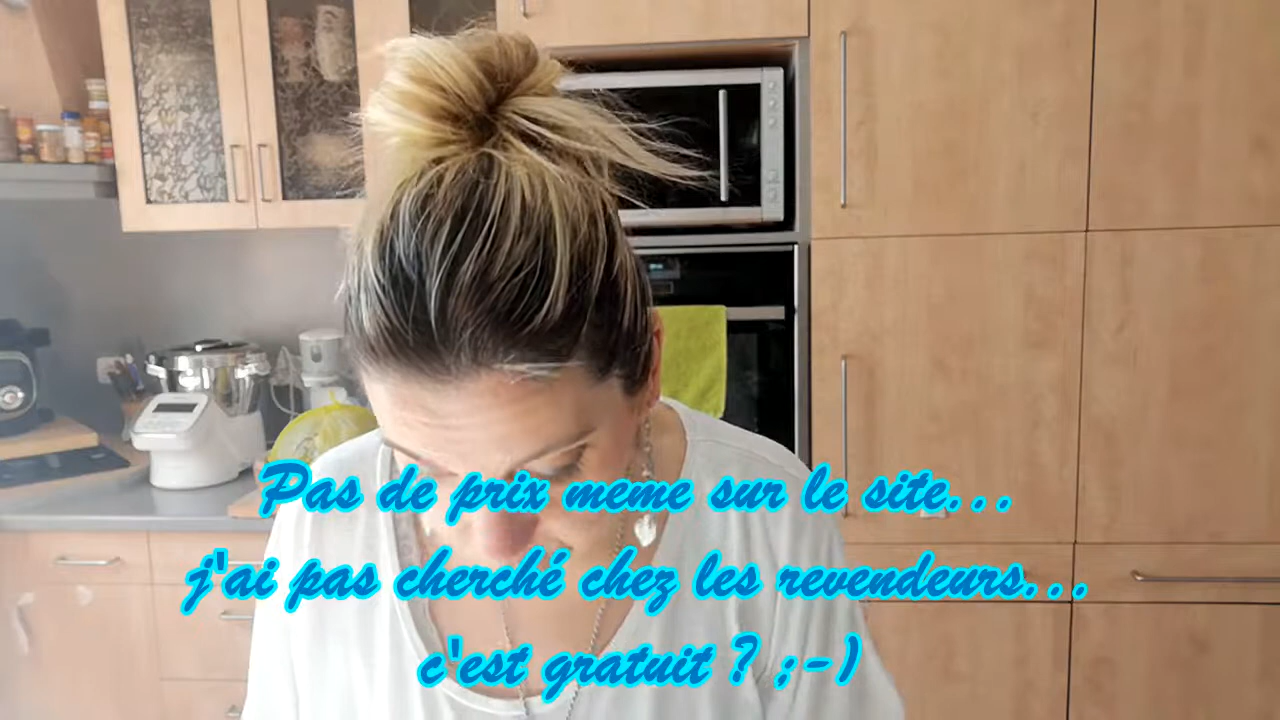 Pas de prix meme sur le site...
j'ai pas cherché chez les revendeurs...
c'est gratuit ? ;-)